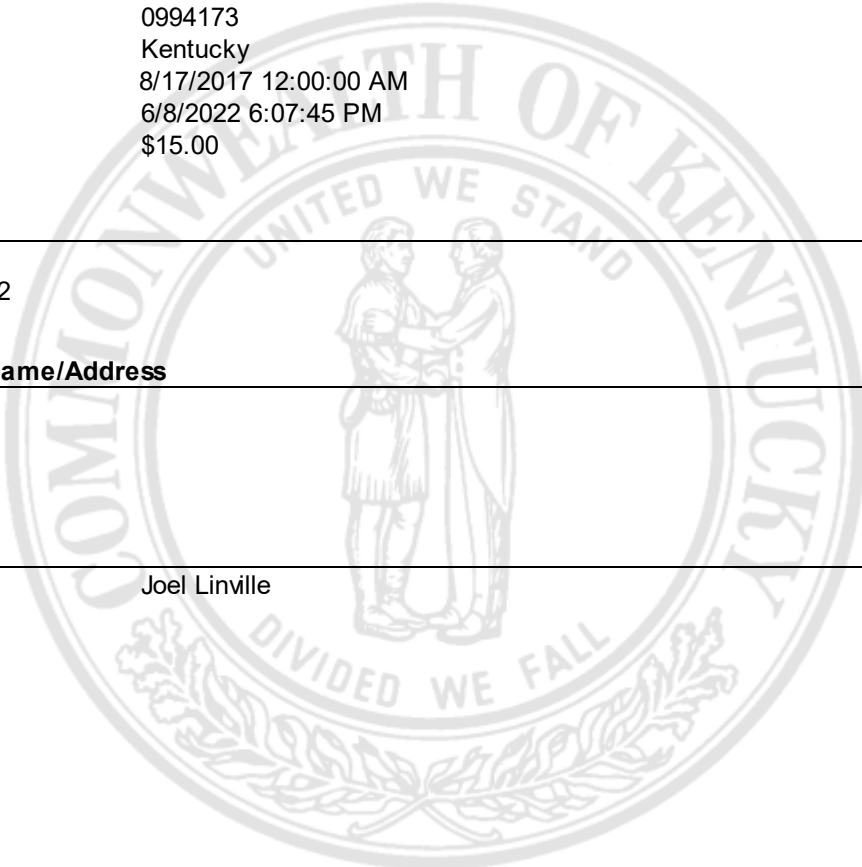 0994173
Kentucky
8/17/2017 12:00:00 AM
6/8/2022 6:07:45 PM
$15.00
COMMONWEALTH OF KENTUCKY
UNITED WE STAND
2
ame/Address
Joel Linville
DIVIDED WE FALL